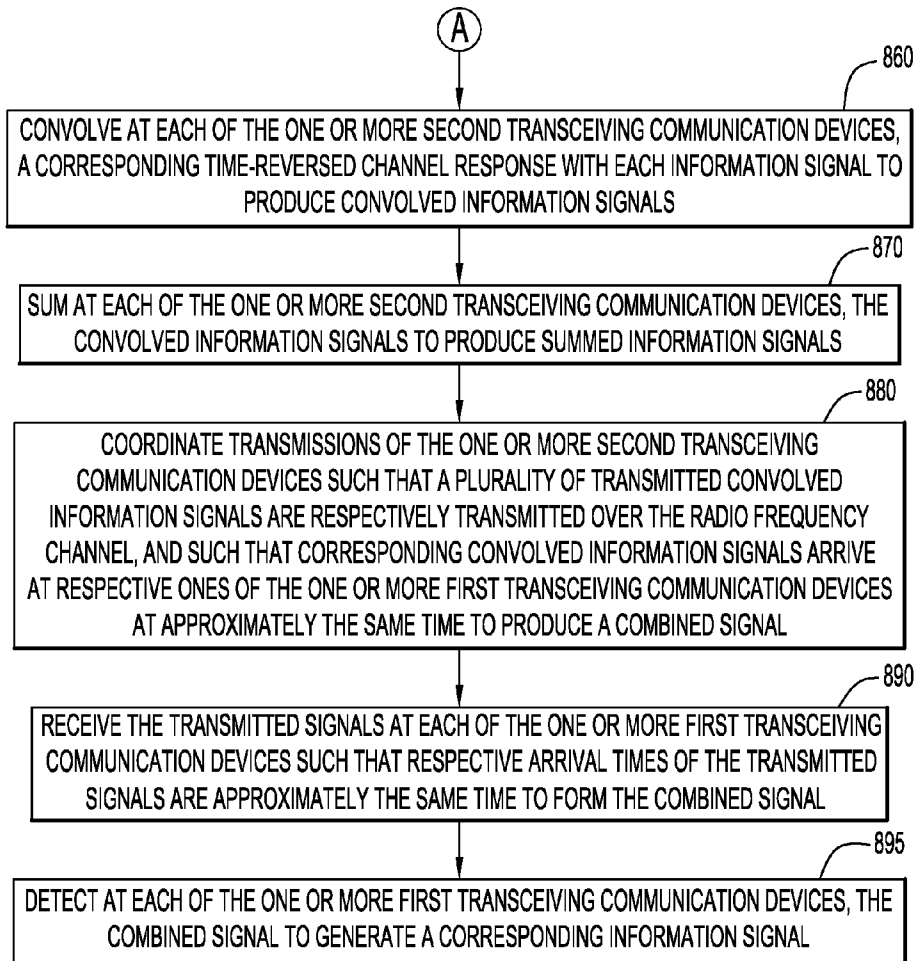 A
860
CONVOLVE AT EACH OF THE ONE OR MORE SECOND TRANSCEIVING COMMUNICATION DEVICES,
A CORRESPONDING TIME-REVERSED CHANNEL RESPONSE WITH EACH INFORMATION SIGNAL TO
PRODUCE CONVOLVED INFORMATION SIGNALS
870
SUM AT EACH OF THE ONE OR MORE SECOND TRANSCEIVING COMMUNICATION DEVICES, THE
CONVOLVED INFORMATION SIGNALS TO PRODUCE SUMMED INFORMATION SIGNALS
880
COORDINATE TRANSMISSIONS OF THE ONE OR MORE SECOND TRANSCEIVING
COMMUNICATION DEVICES SUCH THAT A PLURALITY OF TRANSMITTED CONVOLVED
INFORMATION SIGNALS ARE RESPECTIVELY TRANSMITTED OVER THE RADIO FREQUENCY
CHANNEL, AND SUCH THAT CORRESPONDING CONVOLVED INFORMATION SIGNALS ARRIVE
AT RESPECTIVE ONES OF THE ONE OR MORE FIRST TRANSCEIVING COMMUNICATION DEVICES
AT APPROXIMATELY THE SAME TIME TO PRODUCE A COMBINED SIGNAL
890
RECEIVE THE TRANSMITTED SIGNALS AT EACH OF THE ONE OR MORE FIRST TRANSCEIVING
COMMUNICATION DEVICES SUCH THAT RESPECTIVE ARRIVAL TIMES OF THE TRANSMITTED
SIGNALS ARE APPROXIMATELY THE SAME TIME TO FORM THE COMBINED SIGNAL
895
DETECT AT EACH OF THE ONE OR MORE FIRST TRANSCEIVING COMMUNICATION DEVICES, THE
COMBINED SIGNAL TO GENERATE A CORRESPONDING INFORMATION SIGNAL